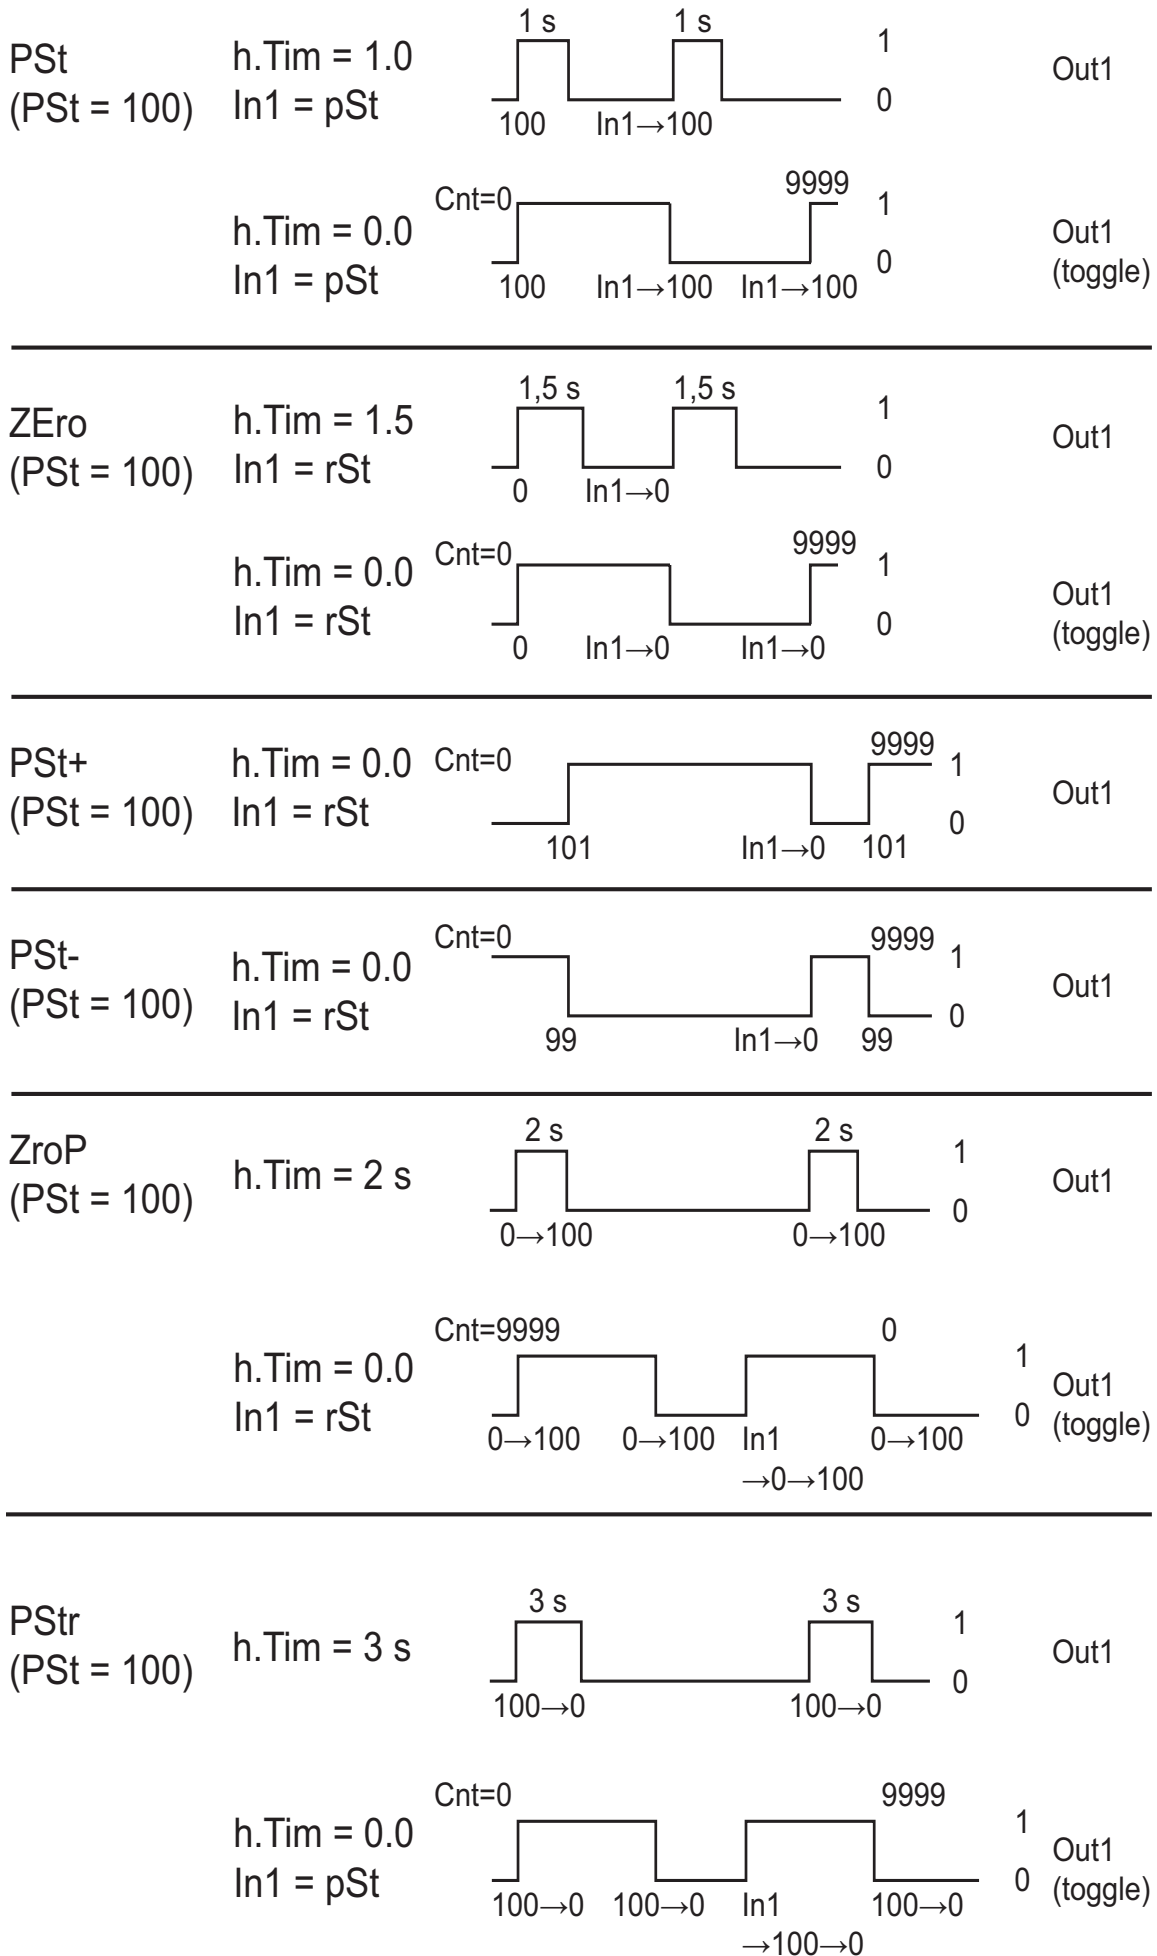 1 s 1 s
PSt h.Tim = 1.0 1 Out1
(PSt = 100) In1 = pSt 0
100 In1→100
Cnt=0 9999 1
h.Tim = 0.0 Out1
In1 = pSt 0 (toggle)
100 In1→100 In1→100
1,5 s 1,5 s
ZEro h.Tim = 1.5 1 Out1
(PSt = 100) In1 = rSt 0
0 In1→0
Cnt=0 9999 1
h.Tim = 0.0 Out1
In1 = rSt 0 (toggle)
0 In1→0 In1→0
PSt+ h.Tim = 0.0 Cnt=0 9999 1
(PSt = 100) In1 = rSt 0 Out1
101 In1→0 101
Cnt=0 9999 1
PSt- h.Tim = 0.0 Out1
(PSt = 100) In1 = rSt 0
99 In1→0 99
2 s 2 s
ZroP h.Tim = 2 s 1 Out1
(PSt = 100) 0
0→100 0→100
Cnt=9999 0
h.Tim = 0.0 1 Out1
In1 = rSt 0 (toggle)
0→100 0→100 In1 0→100
→0→100
3 s 3 s
PStr h.Tim = 3 s 1 Out1
(PSt = 100) 0
100→0 100→0
Cnt=0 9999
h.Tim = 0.0 1 Out1
In1 = pSt 0 (toggle)
100→0 100→0 In1 100→0
→100→0